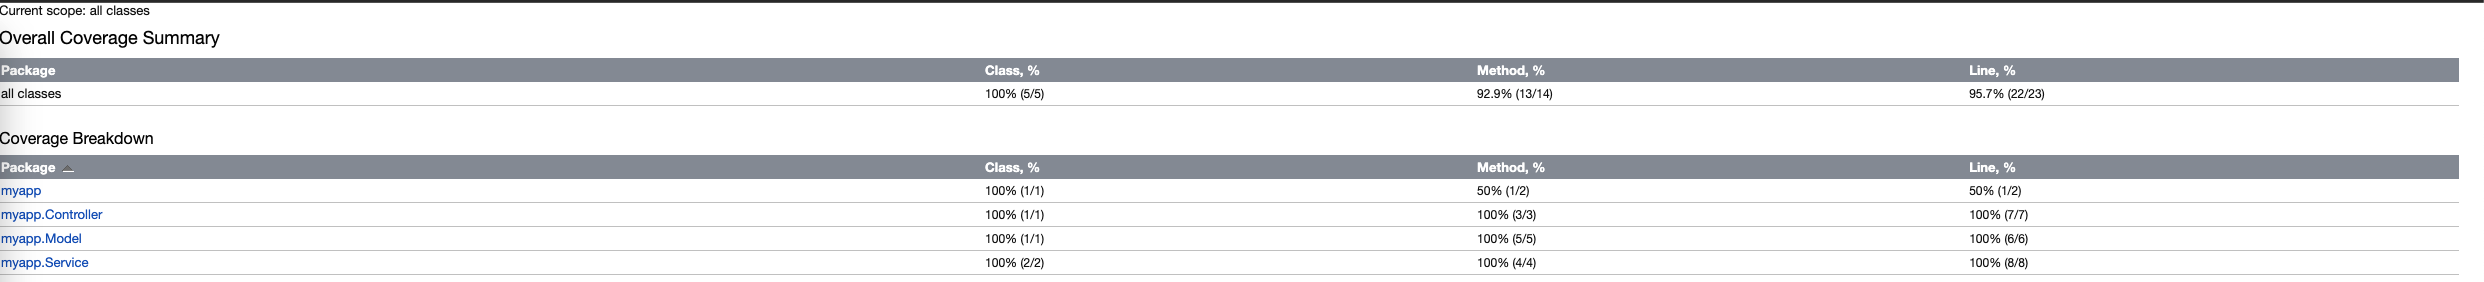 Current scope: all classes
Overall Coverage Summary
Package Class, % Method, % Line, %
all classes 100% (5/5) 92.9% (13/14) 95.7% (22/23)
Coverage Breakdown
Package Class, % Method, % Line, %
myapp 100% (1/1) 50% (1/2) 50% (1/2)
myapp.Controller 100% (1/1) 100% (3/3) 100% (7/7)
myapp.Model 100% (1/1) 100% (5/5) 100% (6/6)
myapp.Service 100% (2/2) 100% (4/4) 100% (8/8)